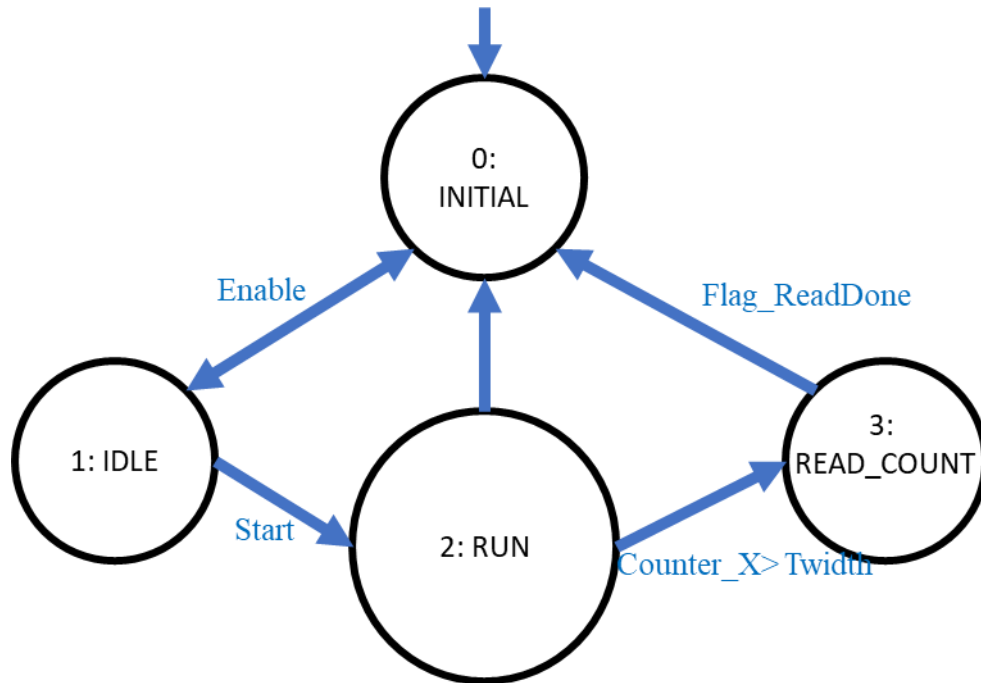 0:
INITIAL
Enable
Flag_ReadDone
1: IDLE
3:
READ_COUNT
Start
2: RUN
Counter_X> Twidth